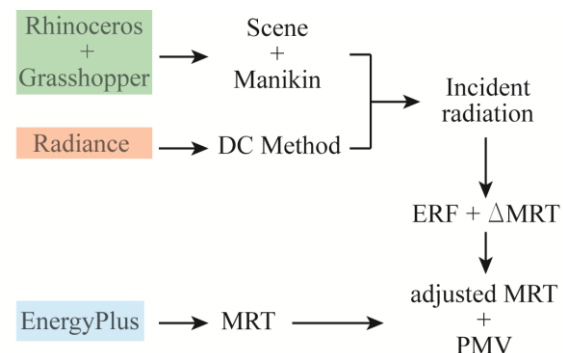 Rhinoceros
+
Grasshopper
Scene
+
Manikin
Incident
radiation
Radiance
DC Method
ERF + ΔMRT
EnergyPlus
MRT
adjusted MRT
+
PMV